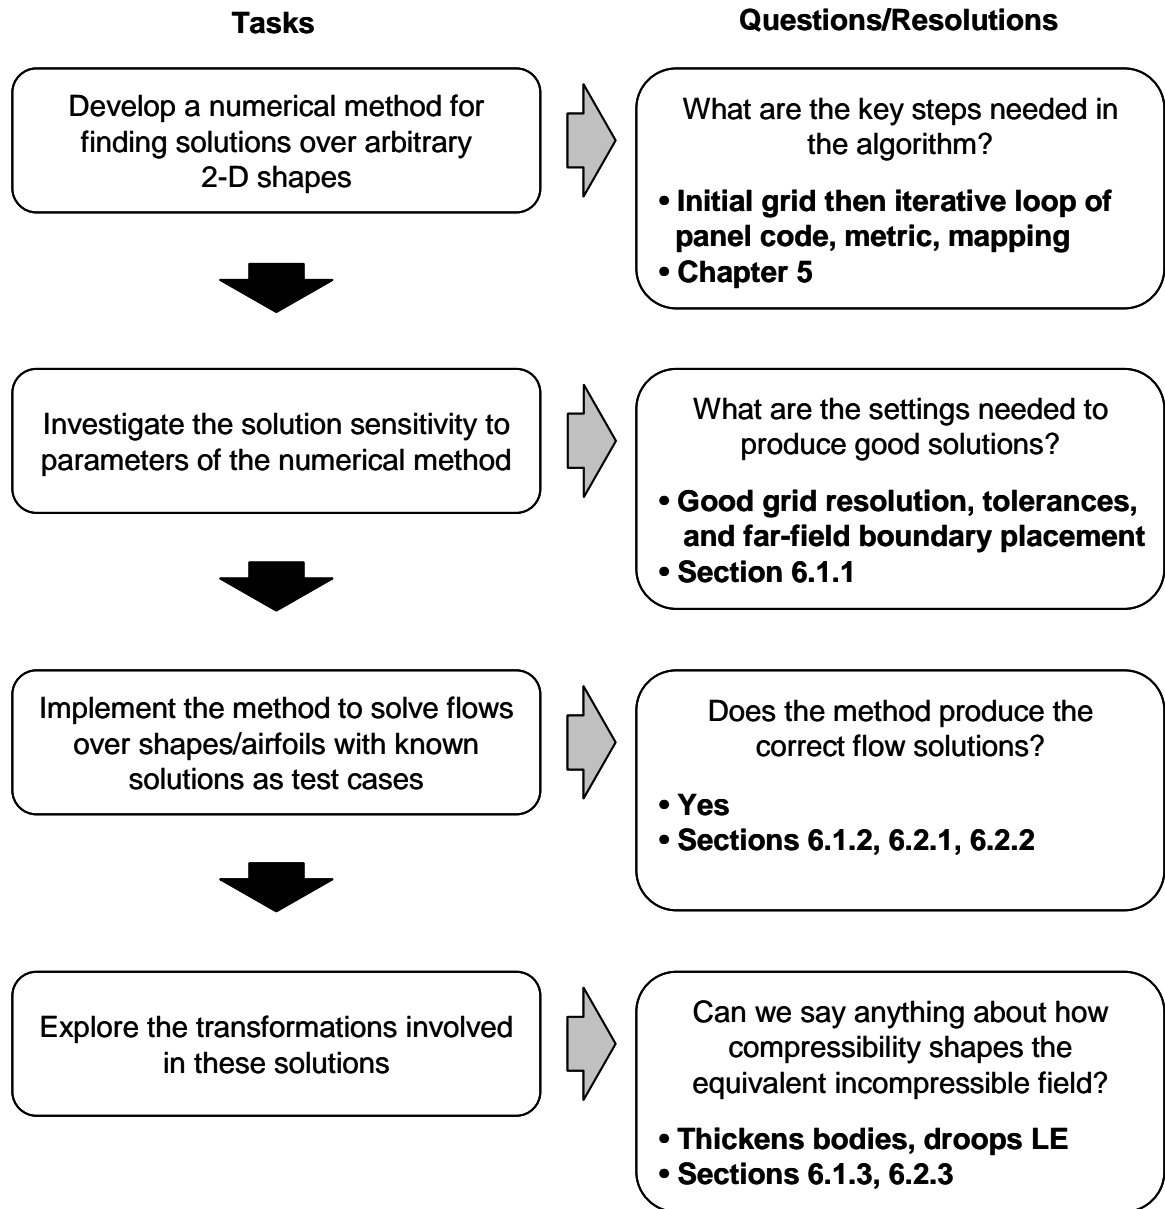 Tasks
Questions/Resolutions
Develop a numerical method for
finding solutions over arbitrary
2-D shapes
What are the key steps needed in
the algorithm?
• Initial grid then iterative loop of
panel code, metric, mapping
• Chapter 5
Investigate the solution sensitivity to
parameters of the numerical method
What are the settings needed to
produce good solutions?
• Good grid resolution, tolerances,
and far-field boundary placement
• Section 6.1.1
Implement the method to solve flows
over shapes/airfoils with known
solutions as test cases
Does the method produce the
correct flow solutions?
• Yes
• Sections 6.1.2, 6.2.1, 6.2.2
Explore the transformations involved
in these solutions
Can we say anything about how
compressibility shapes the
equivalent incompressible field?
• Thickens bodies, droops LE
• Sections 6.1.3, 6.2.3